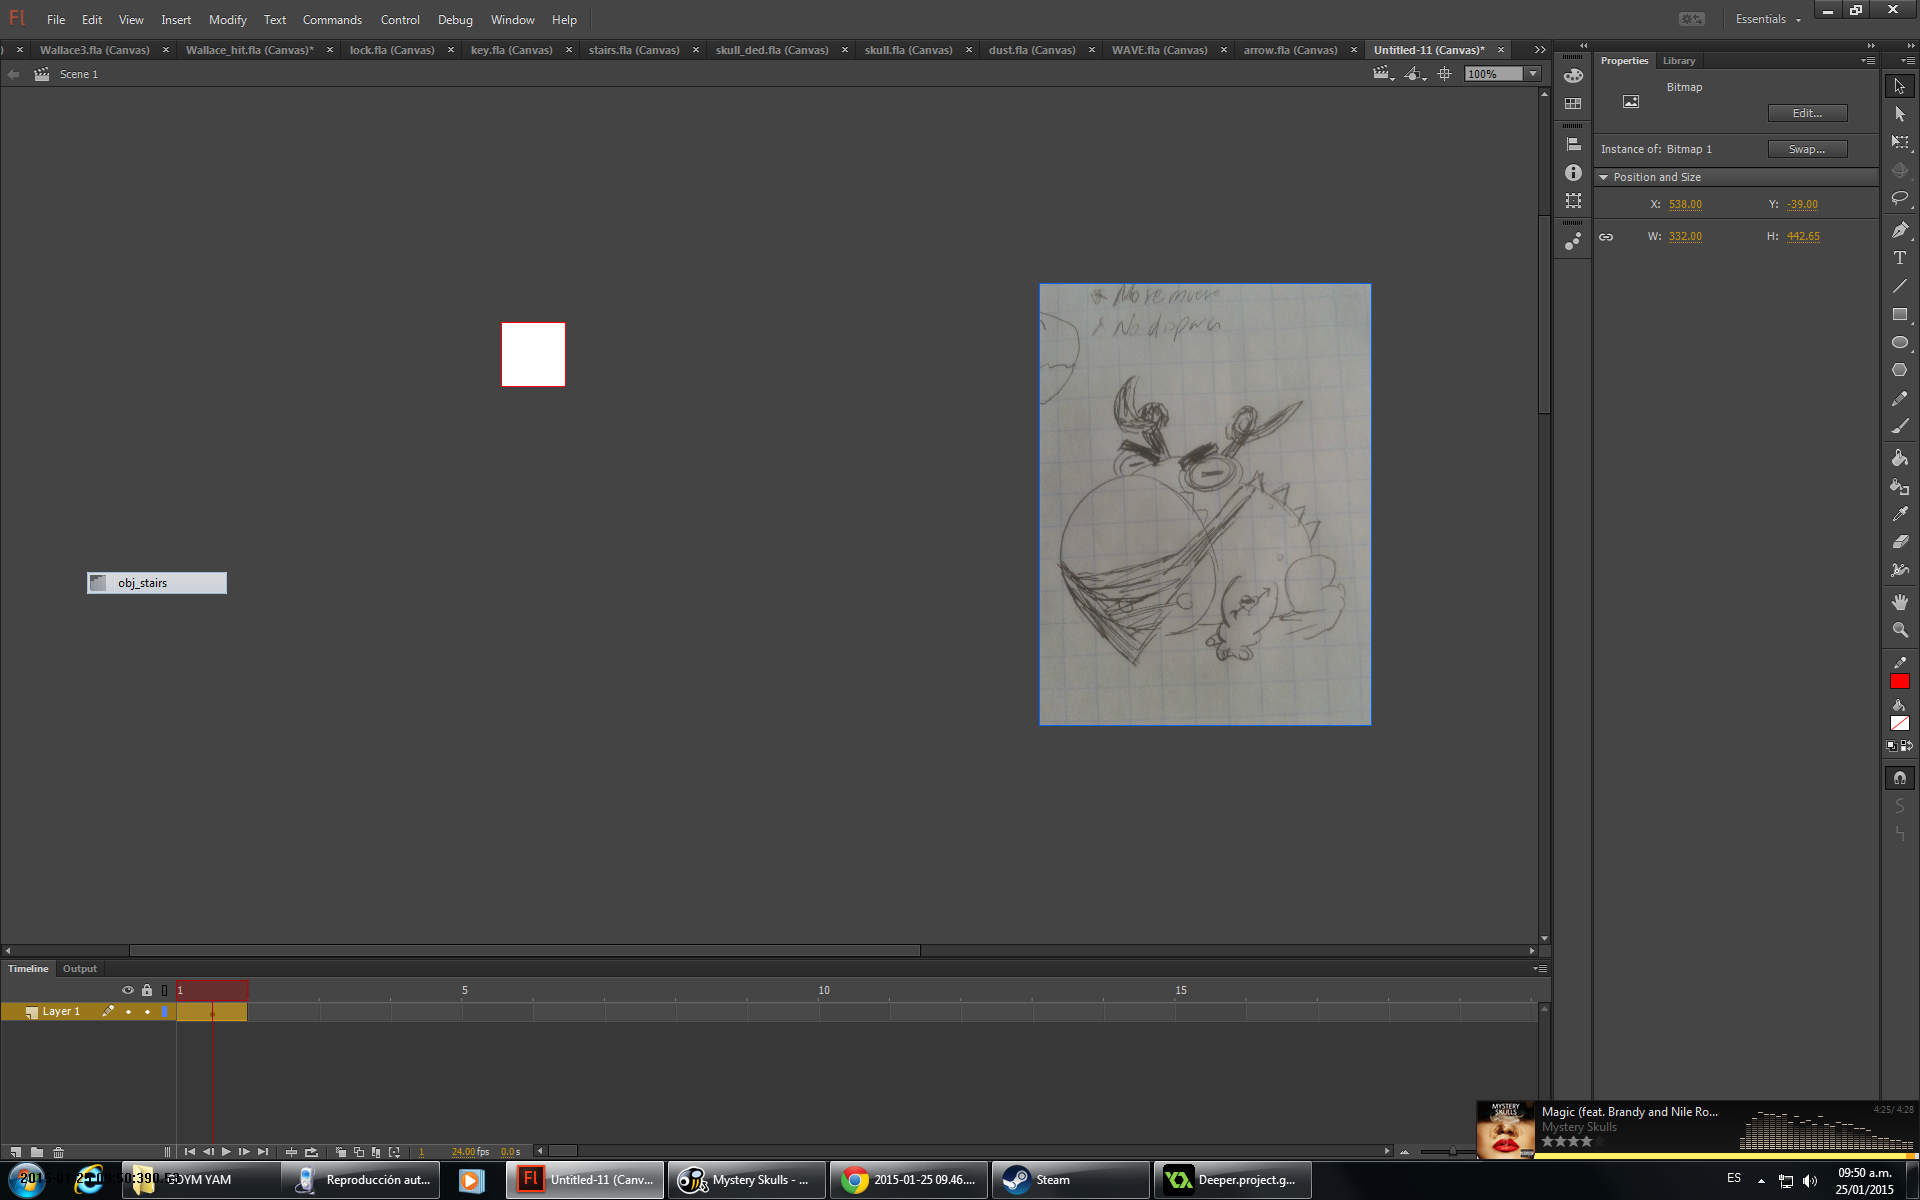 Fl File Edit View Insert Modify Text Commands Control Debug Window Help Essentials
) Wallace3.fla (Canvas) Wallace_hit.fla (Canvas)* lock.fla (Canvas) key.fla (Canvas) stairs.fla (Canvas) skull_ded.fla (Canvas) skull.fla (Canvas) dust.fla (Canvas) WAVE.fla (Canvas) arrow.fla (Canvas) Untitled-11 (Canvas)*
Scene 1 100%
Properties Library
Bitmap
Edit...
Instance of: Bitmap 1 Swap...
Position and Size
X: 538.00 Y: -39.00
W: 332.00 H: 442.65
* No se mueve
* No dispara
obj_stairs
Timeline Output
1 5 10 15
Layer 1
1 24.00 fps 0.0 s
MYSTERY SKULLS
Magic (feat. Brandy and Nile Ro... 4:25/ 4:28
Mystery Skulls
2015-01-25 09:50:390.56
GDYM YAM Reproducción aut... Fl Untitled-11 (Canv... Mystery Skulls - ... 2015-01-25 09.46.... Steam Deeper.project.g...
ES 09:50 a.m.
25/01/2015